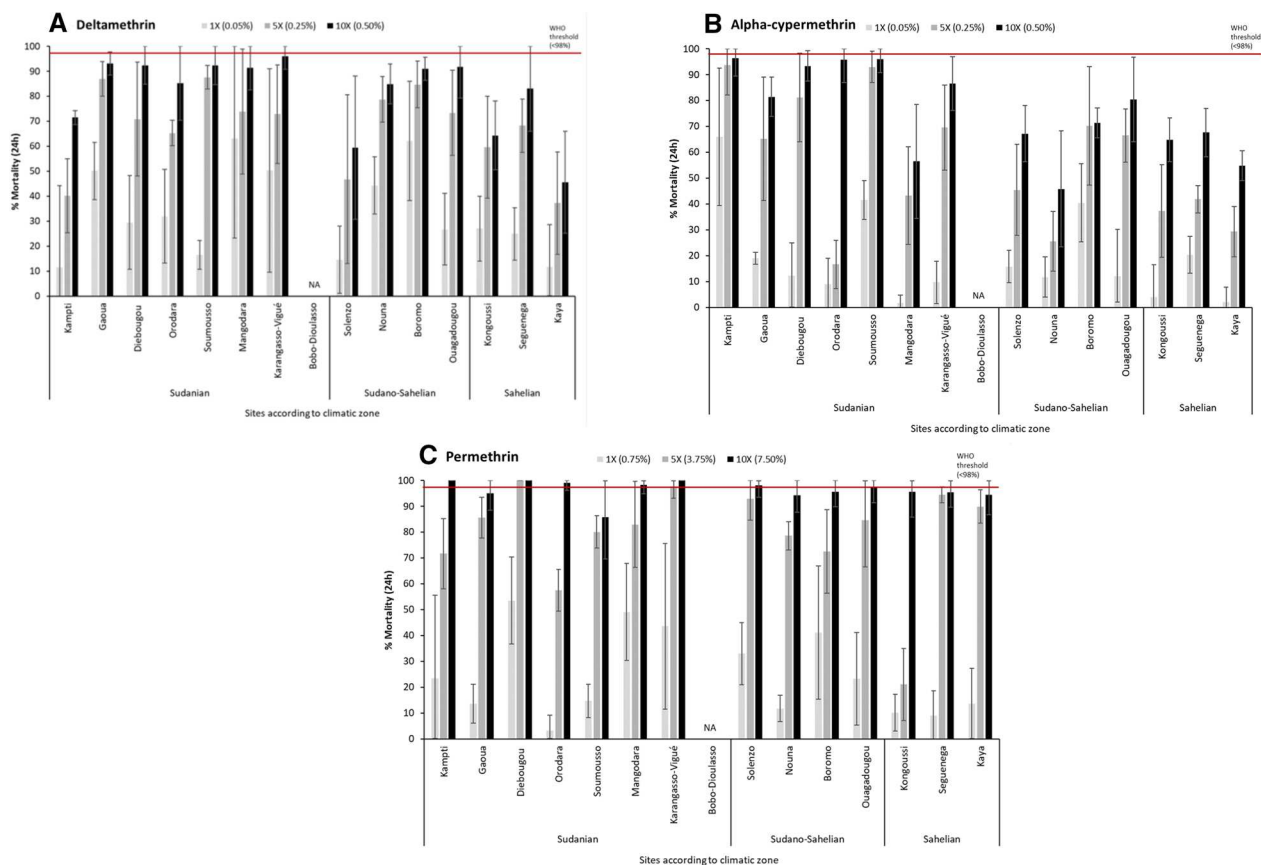 A Deltamethrin 1X (0.05%) 5X (0.25%) 10X (0.50%)
WHO
threshold
(<98%)
% Mortality (24h)
100
90
80
70
60
50
40
30
20
10
0
NA
Kampti
Gaoua
Diebougou
Orodara
Soumousso
Mangodara
Karangasso-Vigué
Bobo-Dioulasso
Solenzo
Nouna
Boromo
Ouagadougou
Kongoussi
Seguenega
Kaya
Sudanian Sudano-Sahelian Sahelian
Sites according to climatic zone
B Alpha-cypermethrin 1X (0.05%) 5X (0.25%) 10X (0.50%)
WHO
threshold
(<98%)
% Mortality (24h)
100
90
80
70
60
50
40
30
20
10
0
NA
Kampti
Gaoua
Diebougou
Orodara
Soumousso
Mangodara
Karangasso-Vigué
Bobo-Dioulasso
Solenzo
Nouna
Boromo
Ouagadougou
Kongoussi
Seguenega
Kaya
Sudanian Sudano-Sahelian Sahelian
Sites according to climatic zone
C Permethrin 1X (0.75%) 5X (3.75%) 10X (7.50%)
WHO
threshold
(<98%)
% Mortality (24h)
100
90
80
70
60
50
40
30
20
10
0
NA
Kampti
Gaoua
Diebougou
Orodara
Soumousso
Mangodara
Karangasso-Vigué
Bobo-Dioulasso
Solenzo
Nouna
Boromo
Ouagadougou
Kongoussi
Seguenega
Kaya
Sudanian Sudano-Sahelian Sahelian
Sites according to climatic zone